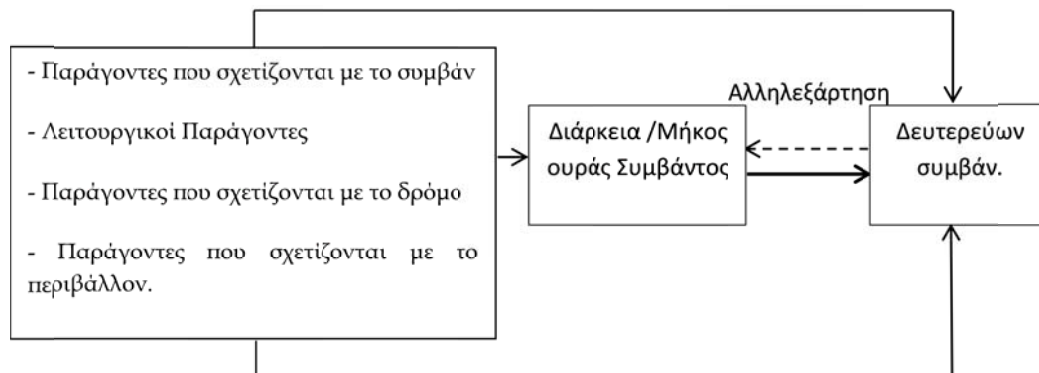 - Παράγοντες που σχετίζονται με το συμβάν
- Λειτουργικοί Παράγοντες
- Παράγοντες που σχετίζονται με το δρόμο
- Παράγοντες που σχετίζονται με το
περιβάλλον.
Διάρκεια /Μήκος
ουράς Συμβάντος
Αλληλεξάρτηση
Δευτερεύων
συμβάν.